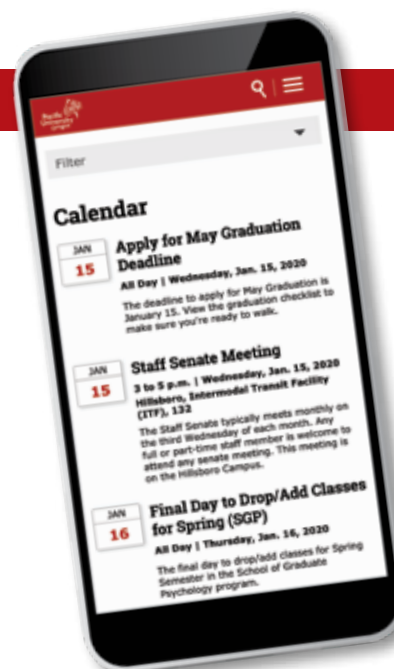 Pacific
University
Oregon
Filter
Calendar
JAN
15
Apply for May Graduation
Deadline
All Day | Wednesday, Jan. 15, 2020
The deadline to apply for May Graduation is
January 15. View the graduation checklist to
make sure you're ready to walk.
JAN
15
Staff Senate Meeting
3 to 5 p.m. | Wednesday, Jan. 15, 2020
Hillsboro, Intermodal Transit Facility
(ITF), 132
The Staff Senate typically meets monthly on
the third Wednesday of each month. Any
full or part-time staff member is welcome to
attend any senate meeting. This meeting is
on the Hillsboro Campus.
JAN
16
Final Day to Drop/Add Classes
for Spring (SGP)
All Day | Thursday, Jan. 16, 2020
The final day to drop/add classes for Spring
Semester in the School of Graduate
Psychology program.